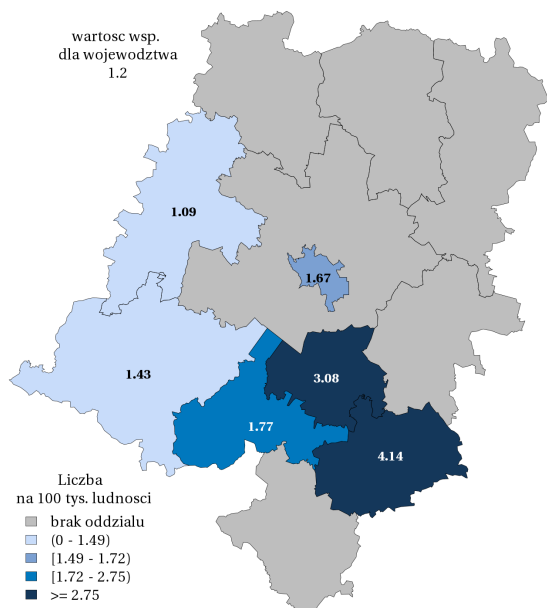 wartosc wsp.
dla wojewodztwa
1.2
1.09
1.67
1.43
3.08
1.77
4.14
Liczba
na 100 tys. ludnosci
brak oddzialu
(0 - 1.49)
[1.49 - 1.72)
[1.72 - 2.75)
>= 2.75